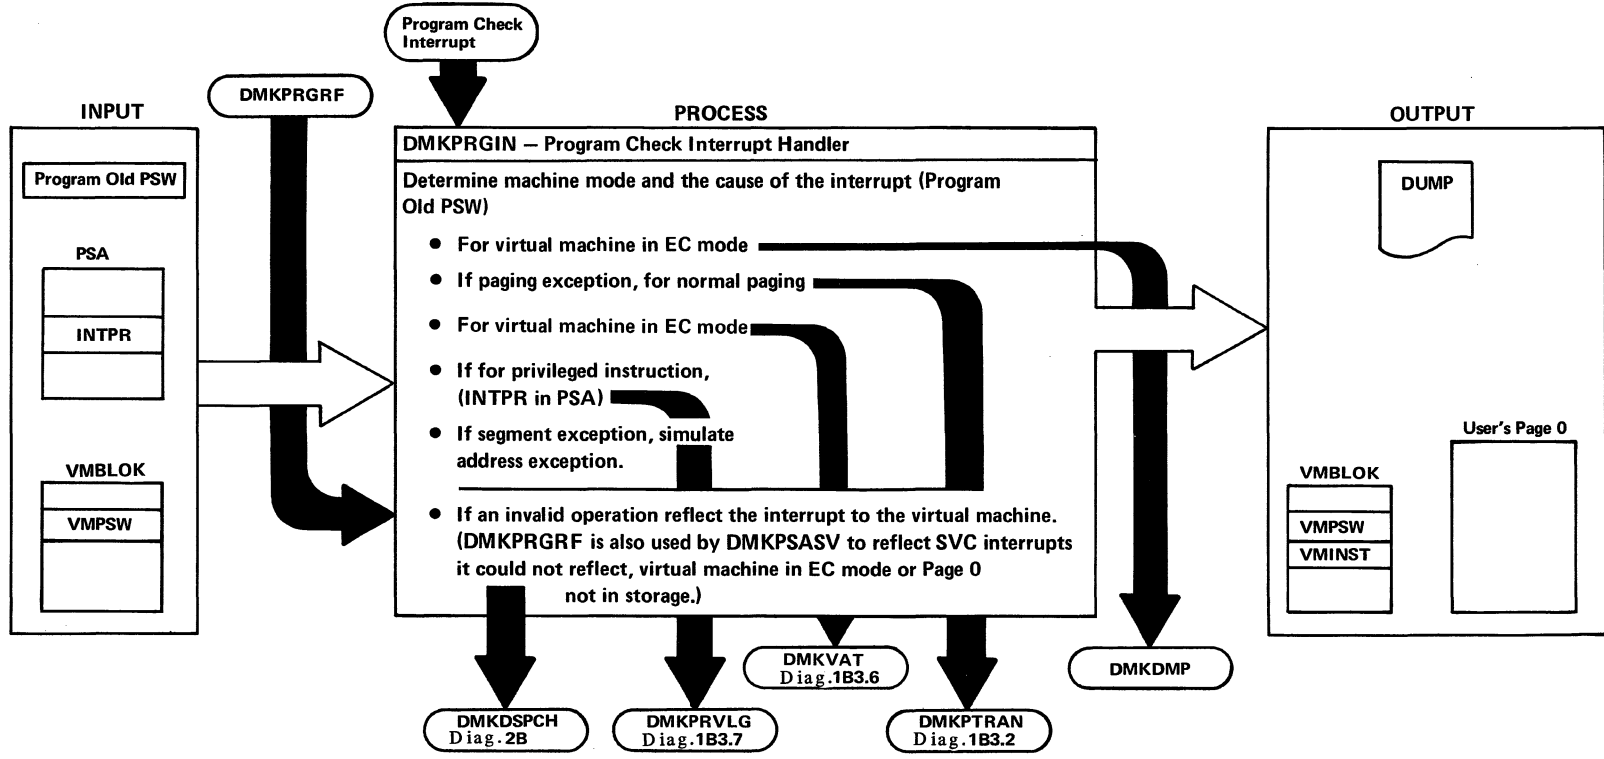 Program Check
Interrupt
DMKPRGRF
INPUT
PROCESS
OUTPUT
Program Old PSW
PSA
INTPR
VMBLOK
VMPSW
DMKPRGIN — Program Check Interrupt Handler
Determine machine mode and the cause of the interrupt (Program
Old PSW)
● For virtual machine in EC mode
● If paging exception, for normal paging
● For virtual machine in EC mode
● If for privileged instruction,
(INTPR in PSA)
● If segment exception, simulate
address exception.
● If an invalid operation reflect the interrupt to the virtual machine.
(DMKPRGRF is also used by DMKPSASV to reflect SVC interrupts
it could not reflect, virtual machine in EC mode or Page 0
not in storage.)
DUMP
User's Page 0
VMBLOK
VMPSW
VMINST
DMKVAT
Diag.1B3.6
DMKDMP
DMKDSPCH
Diag.2B
DMKPRVLG
Diag.1B3.7
DMKPTRAN
Diag.1B3.2